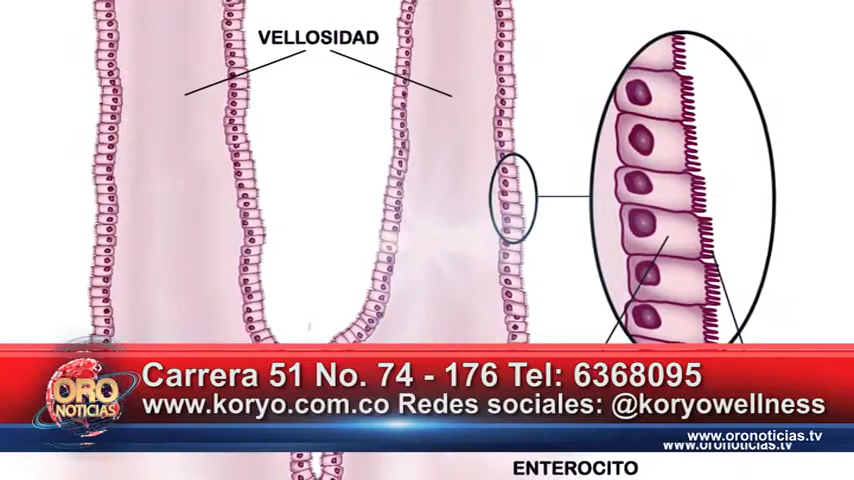 VELLOSIDAD
Carrera 51 No. 74 - 176 Tel: 6368095
www.koryo.com.co Redes sociales: @koryowellness
ORO
NOTICIAS
www.oronoticias.tv
www.oronoticias.tv
ENTEROCITO